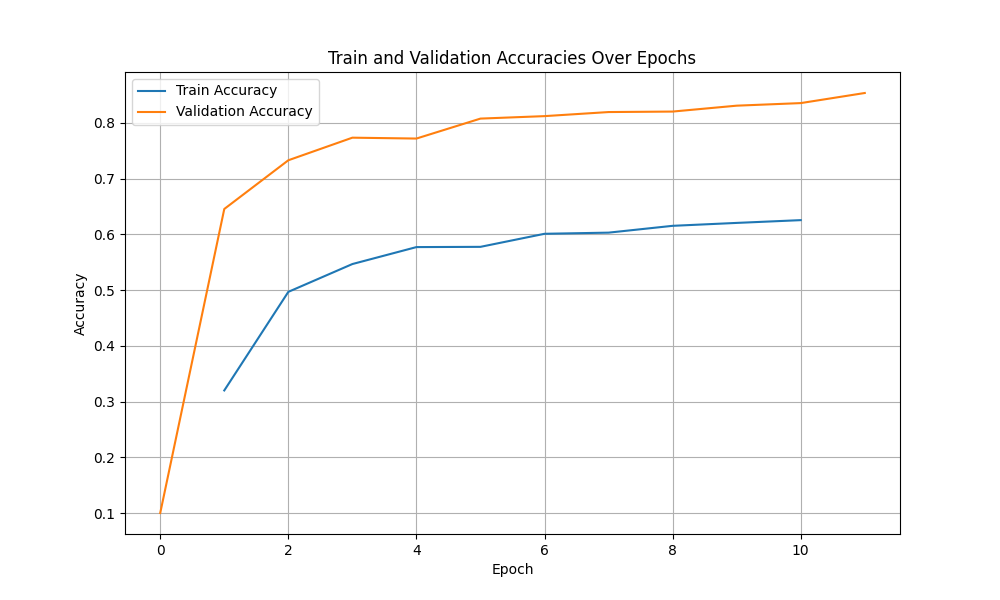 Train and Validation Accuracies Over Epochs
Train Accuracy
Validation Accuracy
Accuracy
0.8
0.7
0.6
0.5
0.4
0.3
0.2
0.1
0 2 4 6 8 10
Epoch